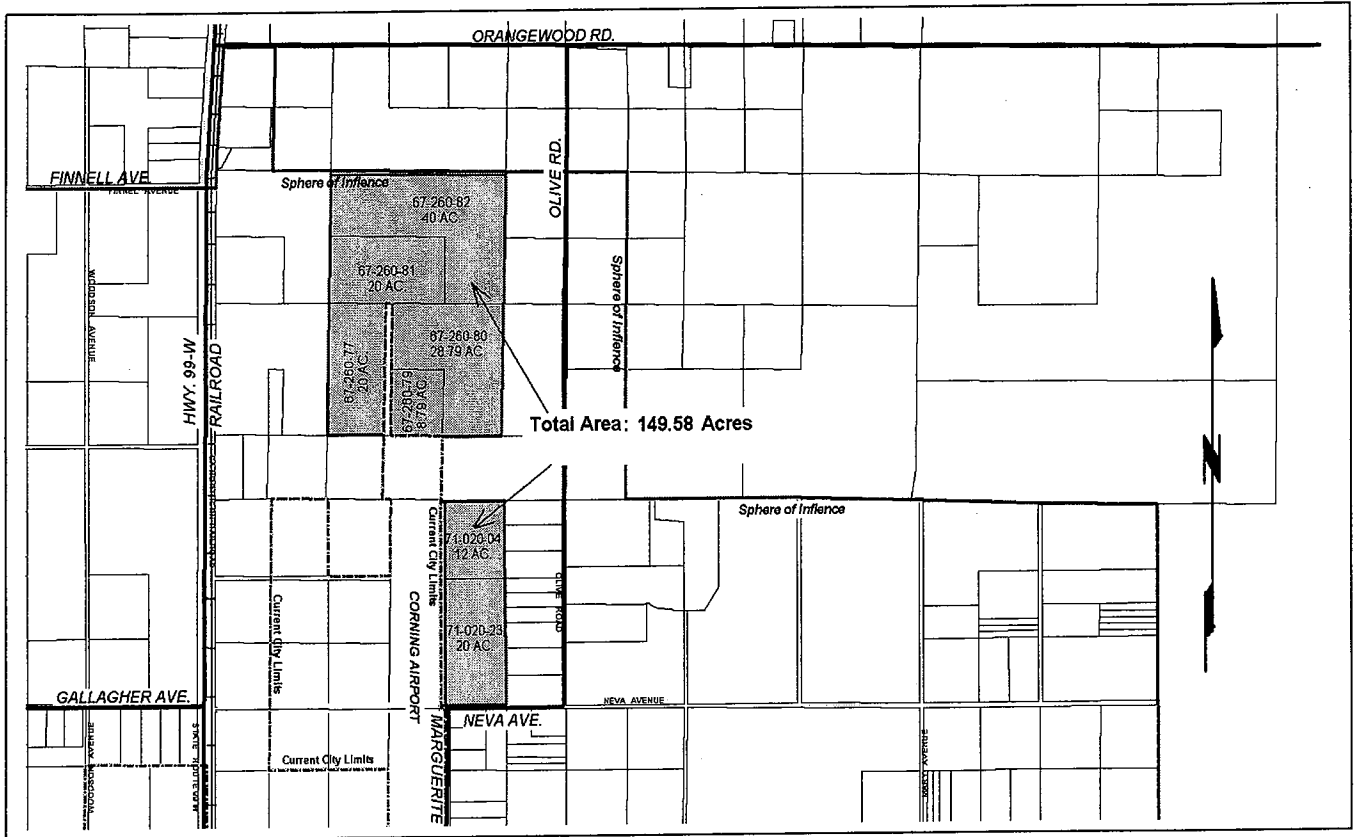 ORANGEWOOD RD.
FINNELL AVE.
FINNEL AVENUE
Sphere of Inflence
67-260-82
40 AC.
OLIVE RD.
67-260-81
20 AC.
Sphere of Inflence
WOODSON AVENUE
HWY. 99-W
RAILROAD
67-260-77
20 AC.
67-260-80
28.79 AC.
67-260-79
8.79 AC.
Total Area: 149.58 Acres
N
Sphere of Inflence
Current City Limits
71-020-04
12 AC.
OLIVE ROAD
Current City Limits
CORNING AIRPORT
71-020-23
20 AC.
GALLAGHER AVE.
NEVA AVE.
NEVA AVENUE
MARGUERITE
WOODSON AVENUE
Current City Limits